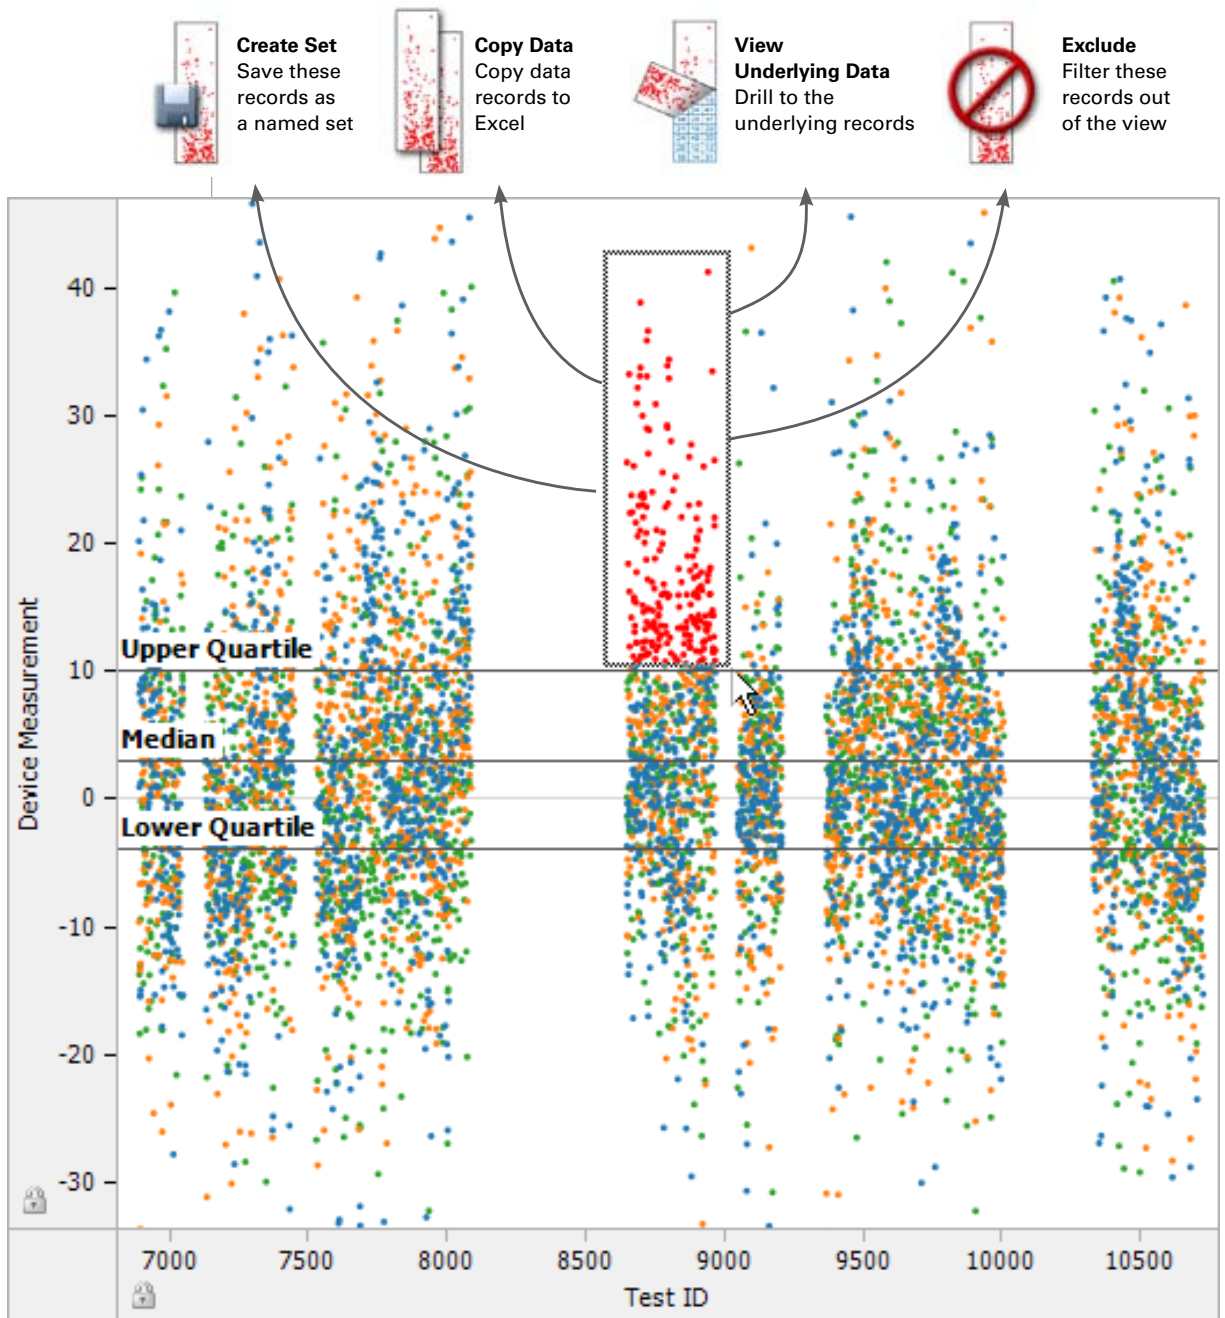 Create Set
Save these
records as
a named set
Copy Data
Copy data
records to
Excel
View
Underlying Data
Drill to the
underlying records
Exclude
Filter these
records out
of the view
Device Measurement
40
30
20
Upper Quartile
10
Median
0
Lower Quartile
-10
-20
-30
7000
7500
8000
8500
9000
9500
10000
10500
Test ID